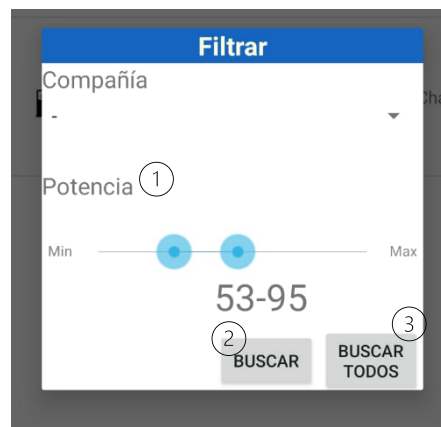 Filtrar
Compañía
-
Potencia 1
Min Max
53-95
2 3
BUSCAR BUSCAR TODOS